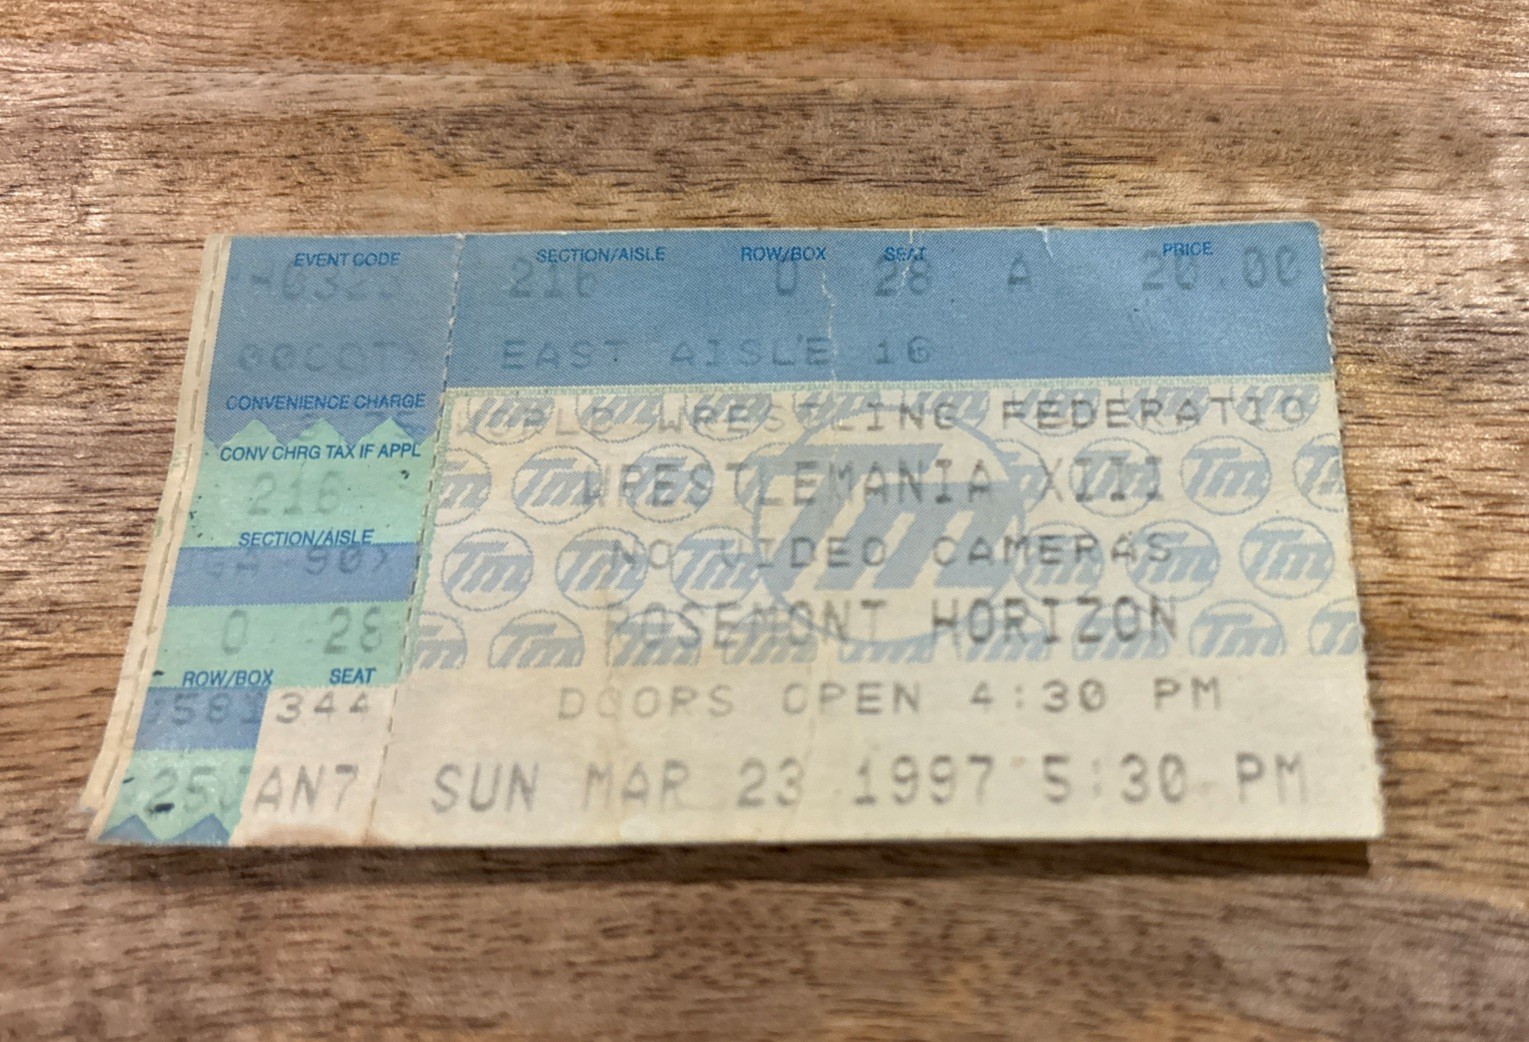 EVENT CODE
SECTION/AISLE ROW/BOX SEAT PRICE
216 O 28 A 20.00
EAST AISLE 16
CONVENIENCE CHARGE
WORLD WRESTLING FEDERATIO
CONV CHRG TAX IF APPL
WRESTLEMANIA XIII
216
SECTION/AISLE
NO VIDEO CAMERAS
O 28
ROSEMONT HORIZON
ROW/BOX SEAT
344
DOORS OPEN 4:30 PM
25JAN7
SUN MAR 23 1997 5:30 PM
Tm